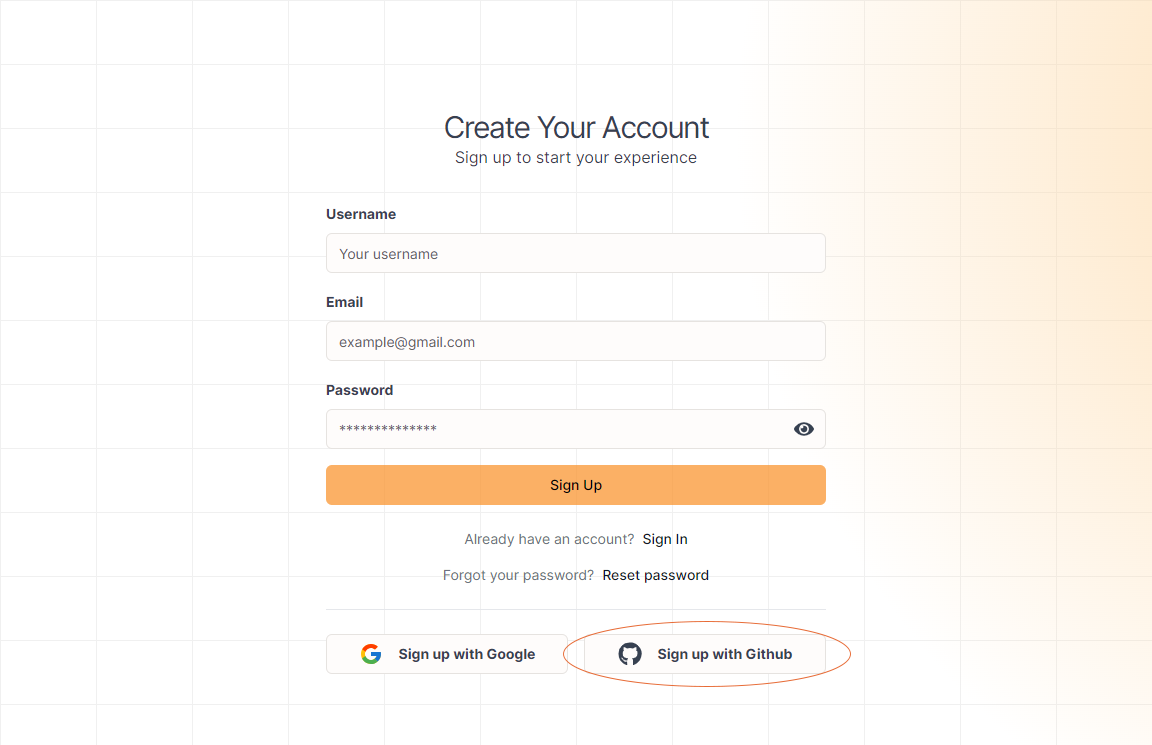 Create Your Account
Sign up to start your experience
Username
Your username
Email
example@gmail.com
Password
**************
Sign Up
Already have an account? Sign In
Forgot your password? Reset password
Sign up with Google
Sign up with Github